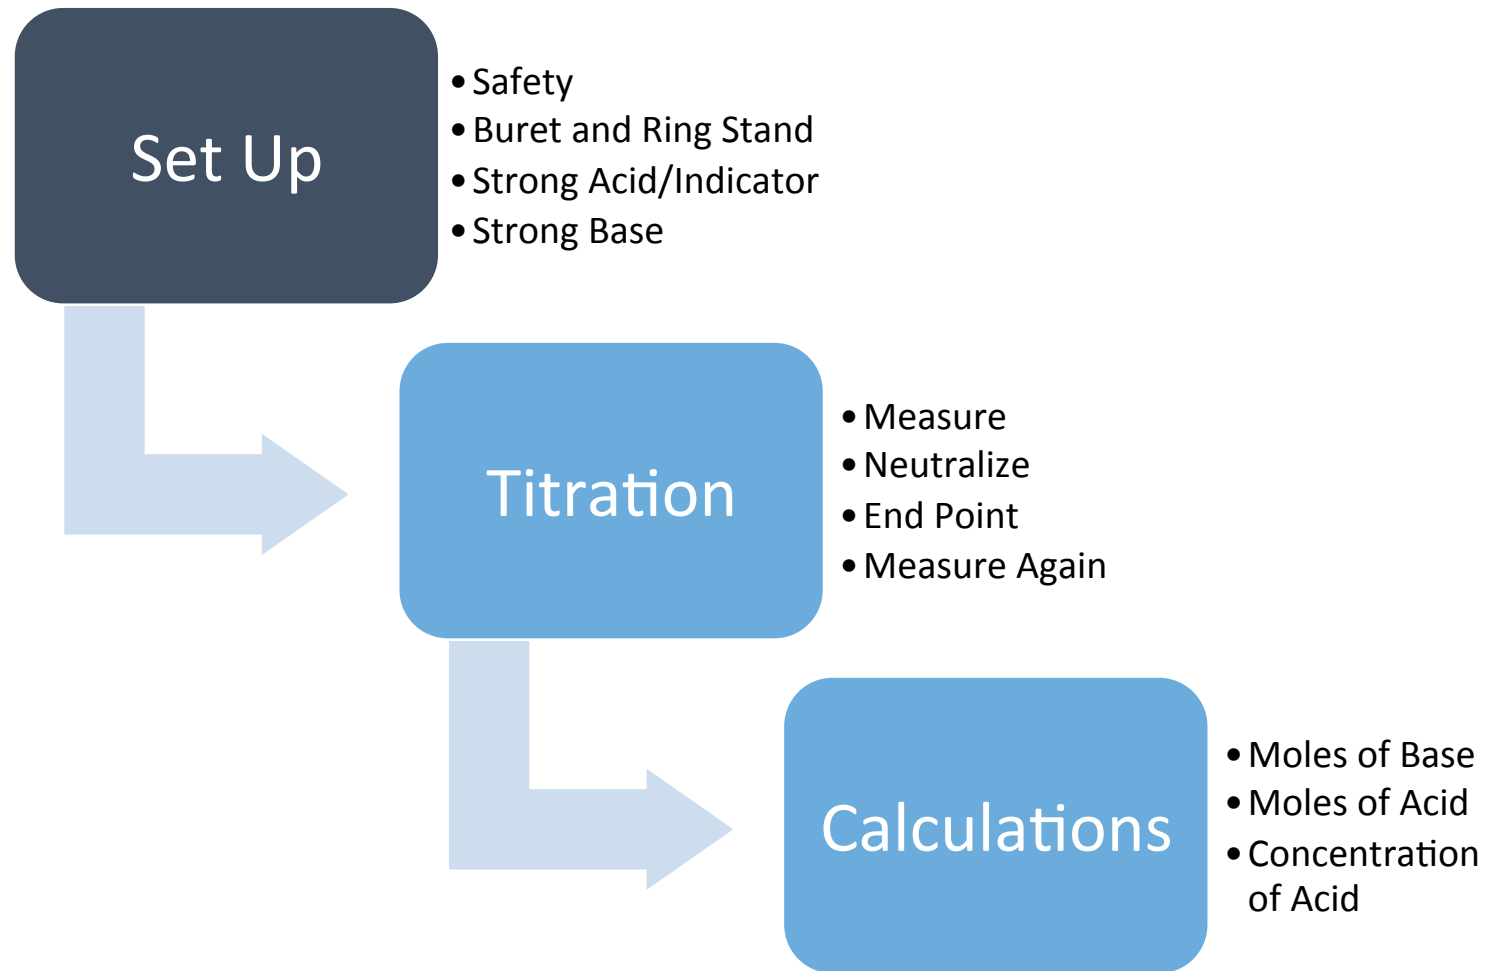 Set Up
•Safety
•Buret and Ring Stand
•Strong Acid/Indicator
•Strong Base
Titration
•Measure
•Neutralize
•End Point
•Measure Again
Calculations
•Moles of Base
•Moles of Acid
•Concentration
of Acid